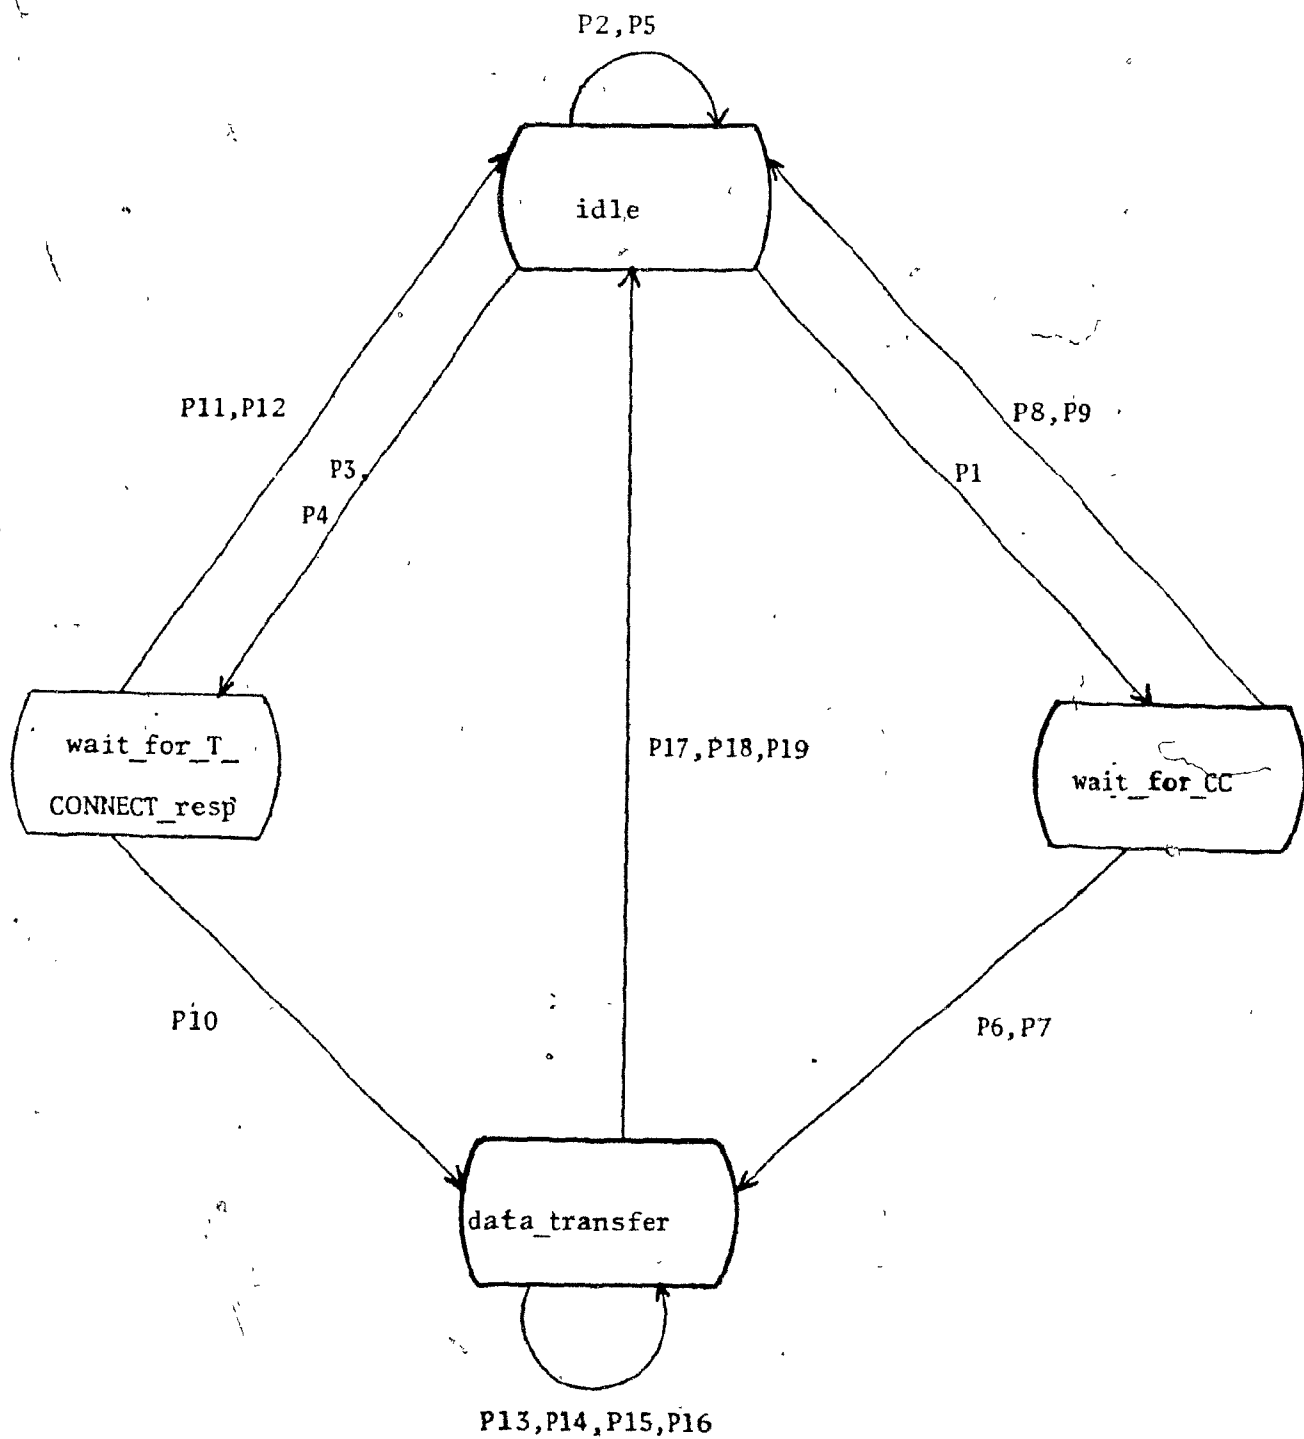 P2,P5
idle
P11,P12
P8,P9
P3,
P1
P4
wait_for_T_
CONNECT_resp
P17,P18,P19
wait_for_CC
P10
P6,P7
data_transfer
P13,P14,P15,P16